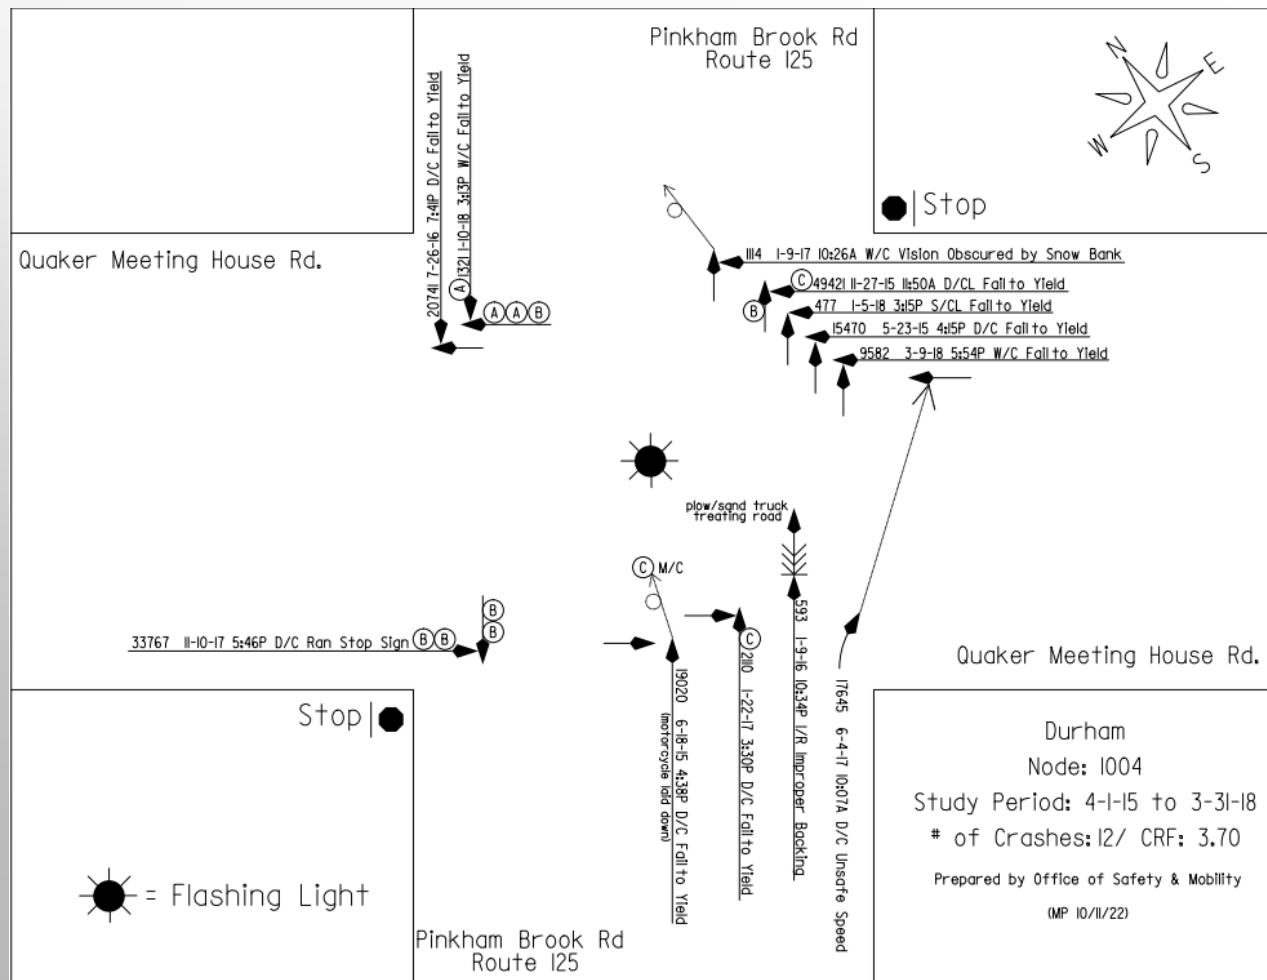 Pinkham Brook Rd
Route 125
N
E
W
S
Stop
Quaker Meeting House Rd.
20741 7-26-16 7:41P D/C Fail to Yield
A 1321 1-10-18 3:13P W/C Fail to Yield
A A B
1114 1-9-17 10:26A W/C Vision Obscured by Snow Bank
C 49421 11-27-15 11:50A D/CL Fail to Yield
B
477 1-5-18 3:15P S/CL Fail to Yield
15470 5-23-15 4:15P D/C Fail to Yield
9582 3-9-18 5:54P W/C Fail to Yield
plow/sand truck
treating road
C M/C
B
B
33767 11-10-17 5:46P D/C Ran Stop Sign B B
19020 6-18-15 4:38P D/C Fail to Yield
(motorcycle laid down)
C 2110 1-22-17 3:30P D/C Fail to Yield
593 1-9-16 10:34P I/R Improper Backing
17645 6-4-17 10:07A D/C Unsafe Speed
Quaker Meeting House Rd.
Stop
= Flashing Light
Pinkham Brook Rd
Route 125
Durham
Node: 1004
Study Period: 4-1-15 to 3-31-18
# of Crashes: 12/ CRF: 3.70
Prepared by Office of Safety & Mobility
(MP 10/11/22)